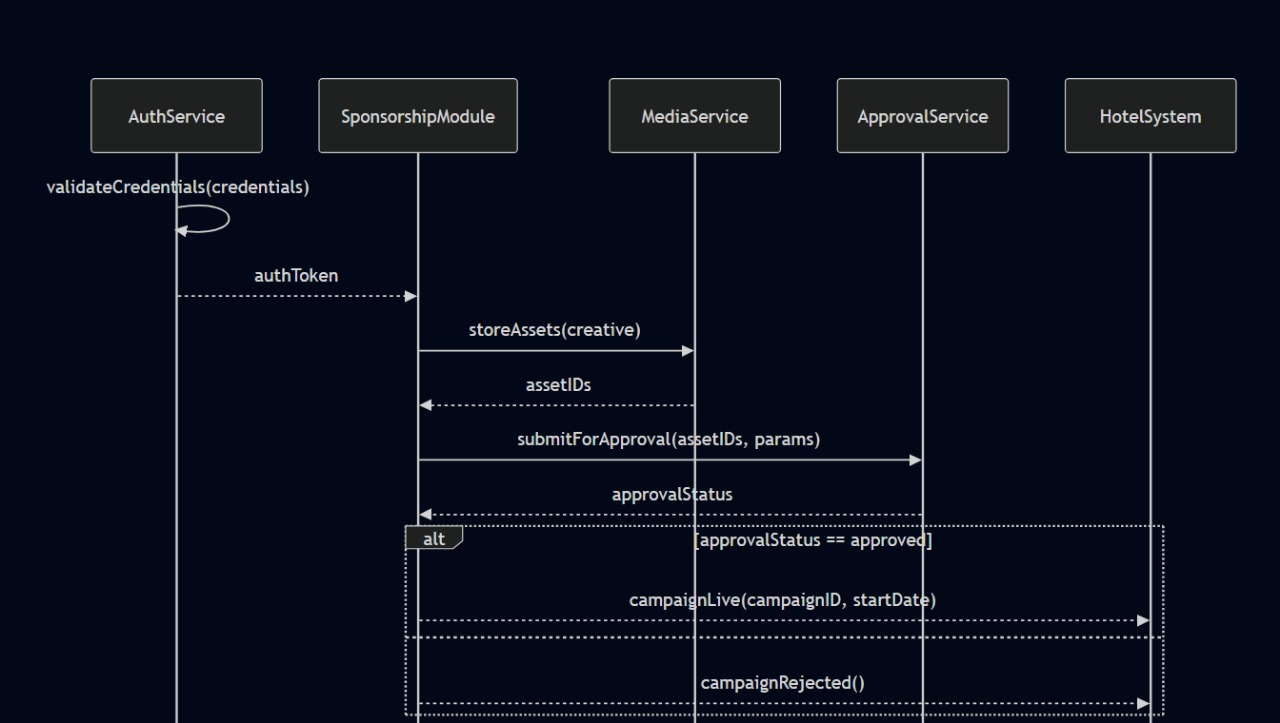 AuthService
SponsorshipModule
MediaService
ApprovalService
HotelSystem
validateCredentials(credentials)
authToken
storeAssets(creative)
assetIDs
submitForApproval(assetIDs, params)
approvalStatus
alt
[approvalStatus == approved]
campaignLive(campaignID, startDate)
campaignRejected()